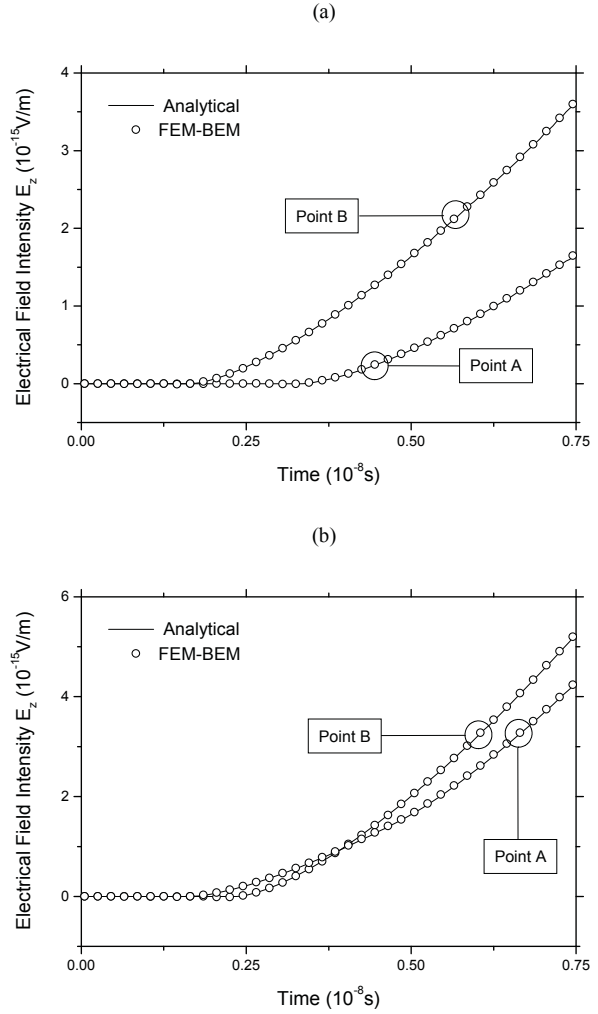 (a)
4
3
2
1
0
Electrical Field Intensity E_z (10^-15 V/m)
Analytical
FEM-BEM
Point B
Point A
0.00 0.25 0.50 0.75
Time (10^-8 s)
(b)
6
4
2
0
Electrical Field Intensity E_z (10^-15 V/m)
Analytical
FEM-BEM
Point B
Point A
0.00 0.25 0.50 0.75
Time (10^-8 s)